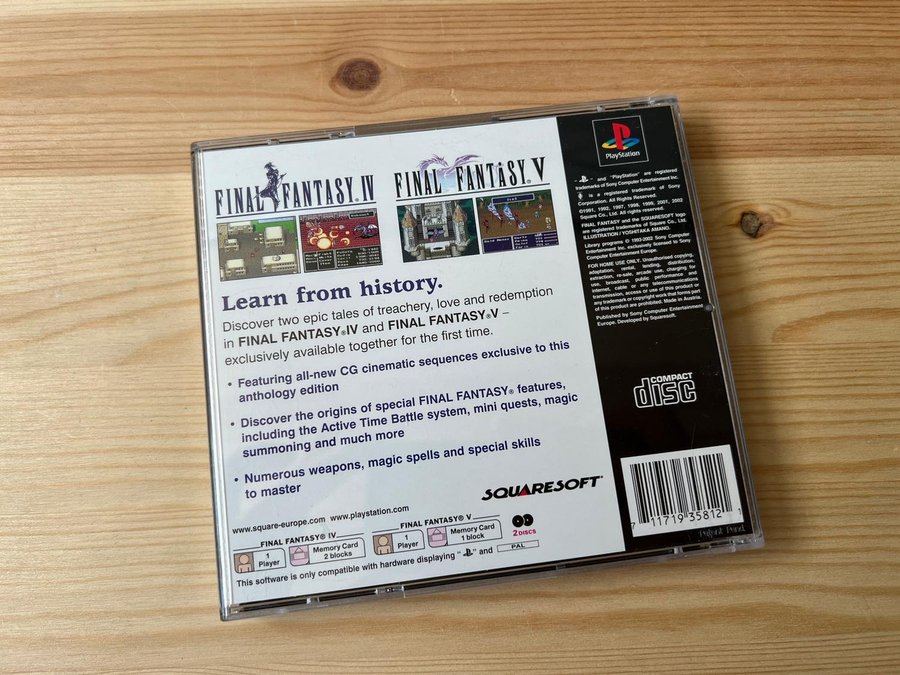 FINAL FANTASY® IV
FINAL FANTASY® V
Learn from history.
Discover two epic tales of treachery, love and redemption
in FINAL FANTASY®IV and FINAL FANTASY®V –
exclusively available together for the first time.
• Featuring all-new CG cinematic sequences exclusive to this
anthology edition
• Discover the origins of special FINAL FANTASY® features,
including the Active Time Battle system, mini quests, magic
summoning and much more
• Numerous weapons, magic spells and special skills
to master
SQUARESOFT®
www.square-europe.com www.playstation.com
2 DISCS
FINAL FANTASY® IV
1
Player
Memory Card
2 blocks
FINAL FANTASY® V
1
Player
Memory Card
1 block
This software is only compatible with hardware displaying " " and PAL
PlayStation
" " and "PlayStation" are registered
trademarks of Sony Computer Entertainment Inc.
" " is a registered trademark of Sony
Corporation. All Rights reserved.
©1991, 1992, 1997, 1998, 1999, 2001, 2002
Square Co., Ltd. All rights reserved.
FINAL FANTASY and the SQUARESOFT logo
are registered trademarks of Square Co., Ltd.
ILLUSTRATION / YOSHITAKA AMANO.
Library programs © 1993-2002 Sony Computer
Entertainment Inc. exclusively licensed to Sony
Computer Entertainment Europe.
FOR HOME USE ONLY. Unauthorised copying,
adaptation, rental, lending, distribution,
extraction, re-sale, arcade use, charging for
use, broadcast, public performance and
internet, cable or any telecommunications
transmission, access or use of this product or
any trademark or copyright work that forms part
of this product are prohibited. Made in Austria.
Published by Sony Computer Entertainment
Europe. Developed by Squaresoft.
COMPACT
disc
7 11719 35812 1